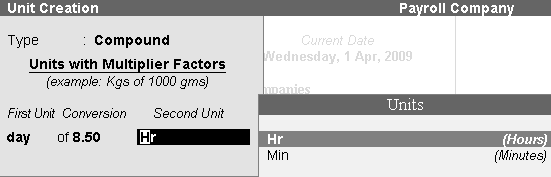 Unit Creation Payroll Company
Type : Compound
Current Date
Units with Multiplier Factors
Wednesday, 1 Apr, 2009
(example: Kgs of 1000 gms)
mpanies
Units
First Unit Conversion Second Unit
day of 8.50 Hr
Hr (Hours)
Min (Minutes)